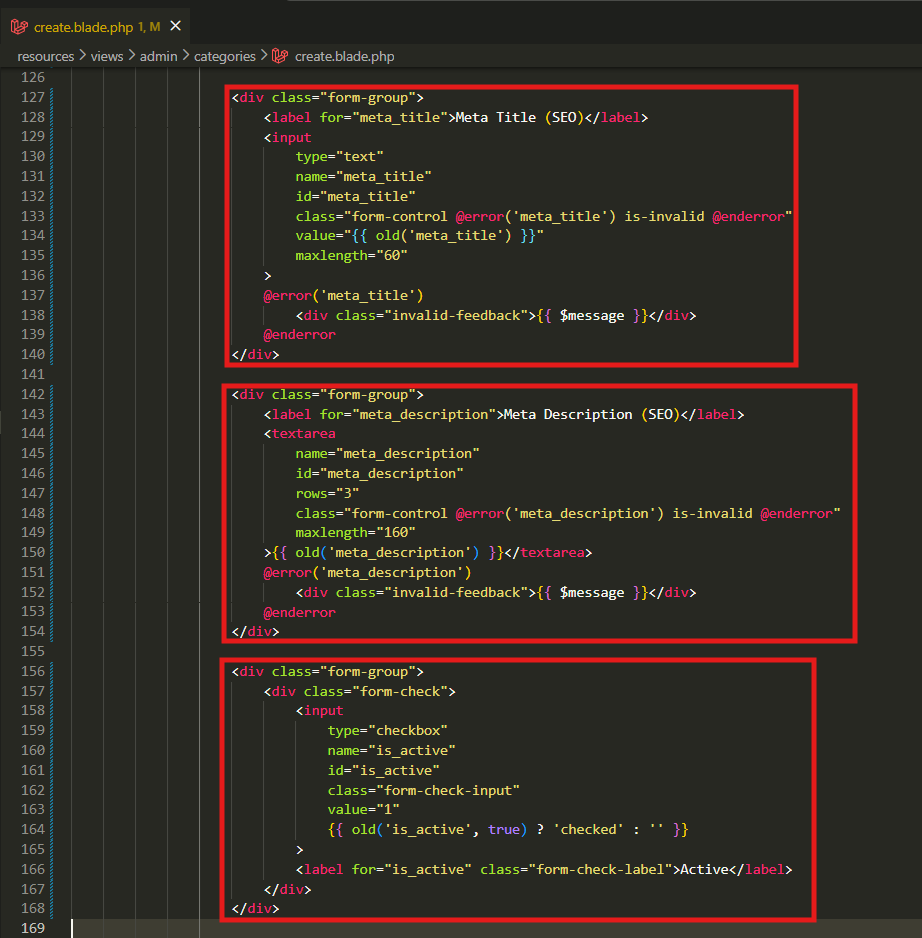 create.blade.php 1, M
resources > views > admin > categories > create.blade.php
126
127 <div class="form-group">
128 <label for="meta_title">Meta Title (SEO)</label>
129 <input
130 type="text"
131 name="meta_title"
132 id="meta_title"
133 class="form-control @error('meta_title') is-invalid @enderror"
134 value="{{ old('meta_title') }}"
135 maxlength="60"
136 >
137 @error('meta_title')
138 <div class="invalid-feedback">{{ $message }}</div>
139 @enderror
140 </div>
141
142 <div class="form-group">
143 <label for="meta_description">Meta Description (SEO)</label>
144 <textarea
145 name="meta_description"
146 id="meta_description"
147 rows="3"
148 class="form-control @error('meta_description') is-invalid @enderror"
149 maxlength="160"
150 >{{ old('meta_description') }}</textarea>
151 @error('meta_description')
152 <div class="invalid-feedback">{{ $message }}</div>
153 @enderror
154 </div>
155
156 <div class="form-group">
157 <div class="form-check">
158 <input
159 type="checkbox"
160 name="is_active"
161 id="is_active"
162 class="form-check-input"
163 value="1"
164 {{ old('is_active', true) ? 'checked' : '' }}
165 >
166 <label for="is_active" class="form-check-label">Active</label>
167 </div>
168 </div>
169